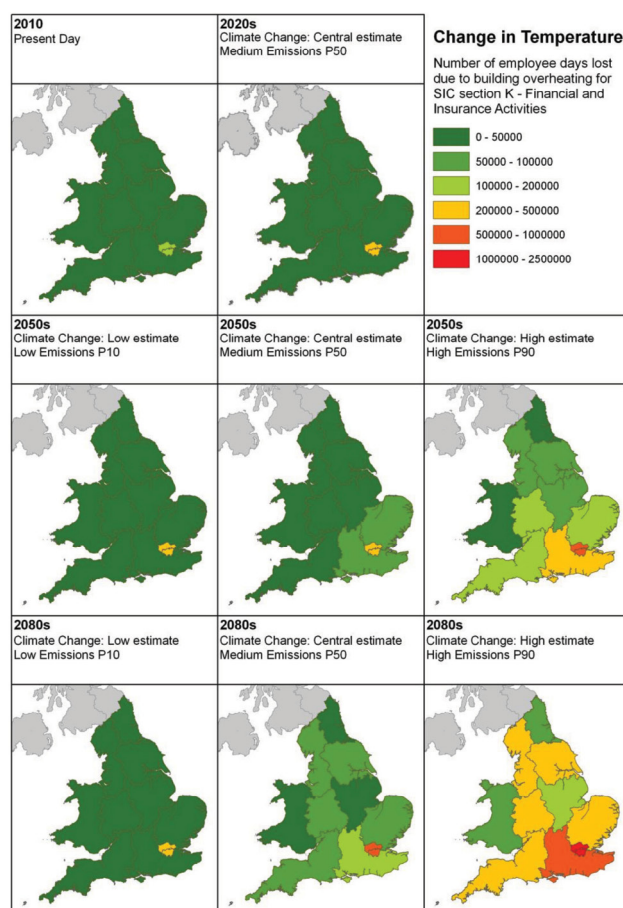 2010
Present Day
2020s
Climate Change: Central estimate
Medium Emissions P50
Change in Temperature
Number of employee days lost
due to building overheating for
SIC section K - Financial and
Insurance Activities
0 - 50000
50000 - 100000
100000 - 200000
200000 - 500000
500000 - 1000000
1000000 - 2500000
2050s
Climate Change: Low estimate
Low Emissions P10
2050s
Climate Change: Central estimate
Medium Emissions P50
2050s
Climate Change: High estimate
High Emissions P90
2080s
Climate Change: Low estimate
Low Emissions P10
2080s
Climate Change: Central estimate
Medium Emissions P50
2080s
Climate Change: High estimate
High Emissions P90